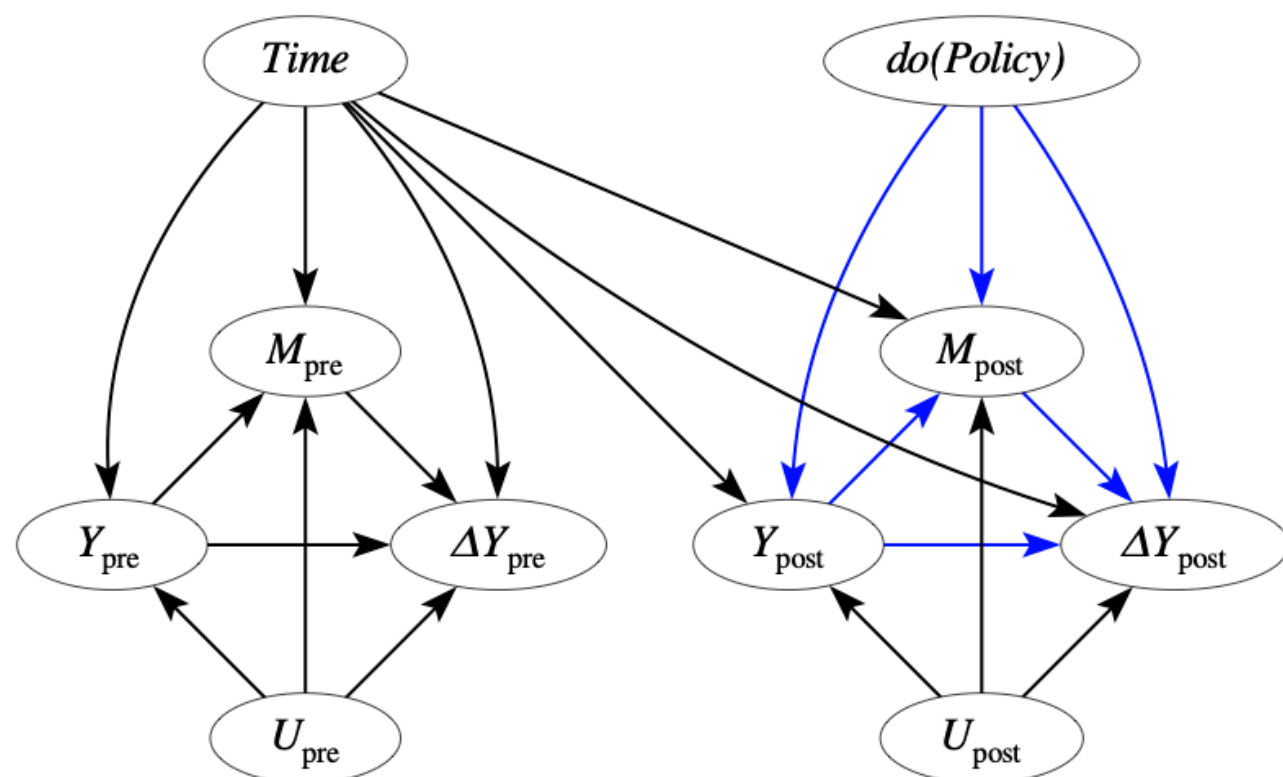 Time
do(Policy)
M_pre
M_post
Y_pre
ΔY_pre
Y_post
ΔY_post
U_pre
U_post